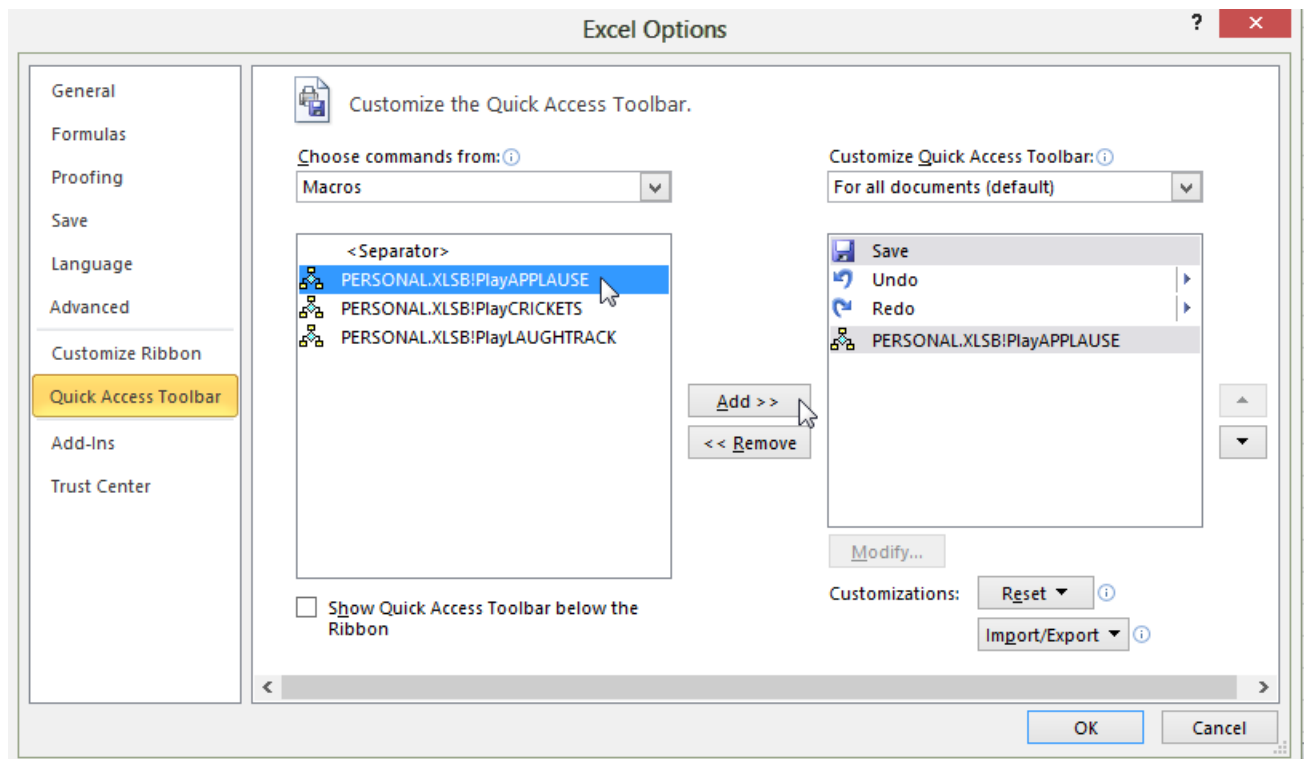 Excel Options
?
General
Formulas
Proofing
Save
Language
Advanced
Customize Ribbon
Quick Access Toolbar
Add-Ins
Trust Center
Customize the Quick Access Toolbar.
Choose commands from:
Macros
<Separator>
PERSONAL.XLSB!PlayAPPLAUSE
PERSONAL.XLSB!PlayCRICKETS
PERSONAL.XLSB!PlayLAUGHTRACK
Show Quick Access Toolbar below the
Ribbon
Add >>
<< Remove
Customize Quick Access Toolbar:
For all documents (default)
Save
Undo
Redo
PERSONAL.XLSB!PlayAPPLAUSE
Modify...
Customizations:
Reset
Import/Export
OK
Cancel